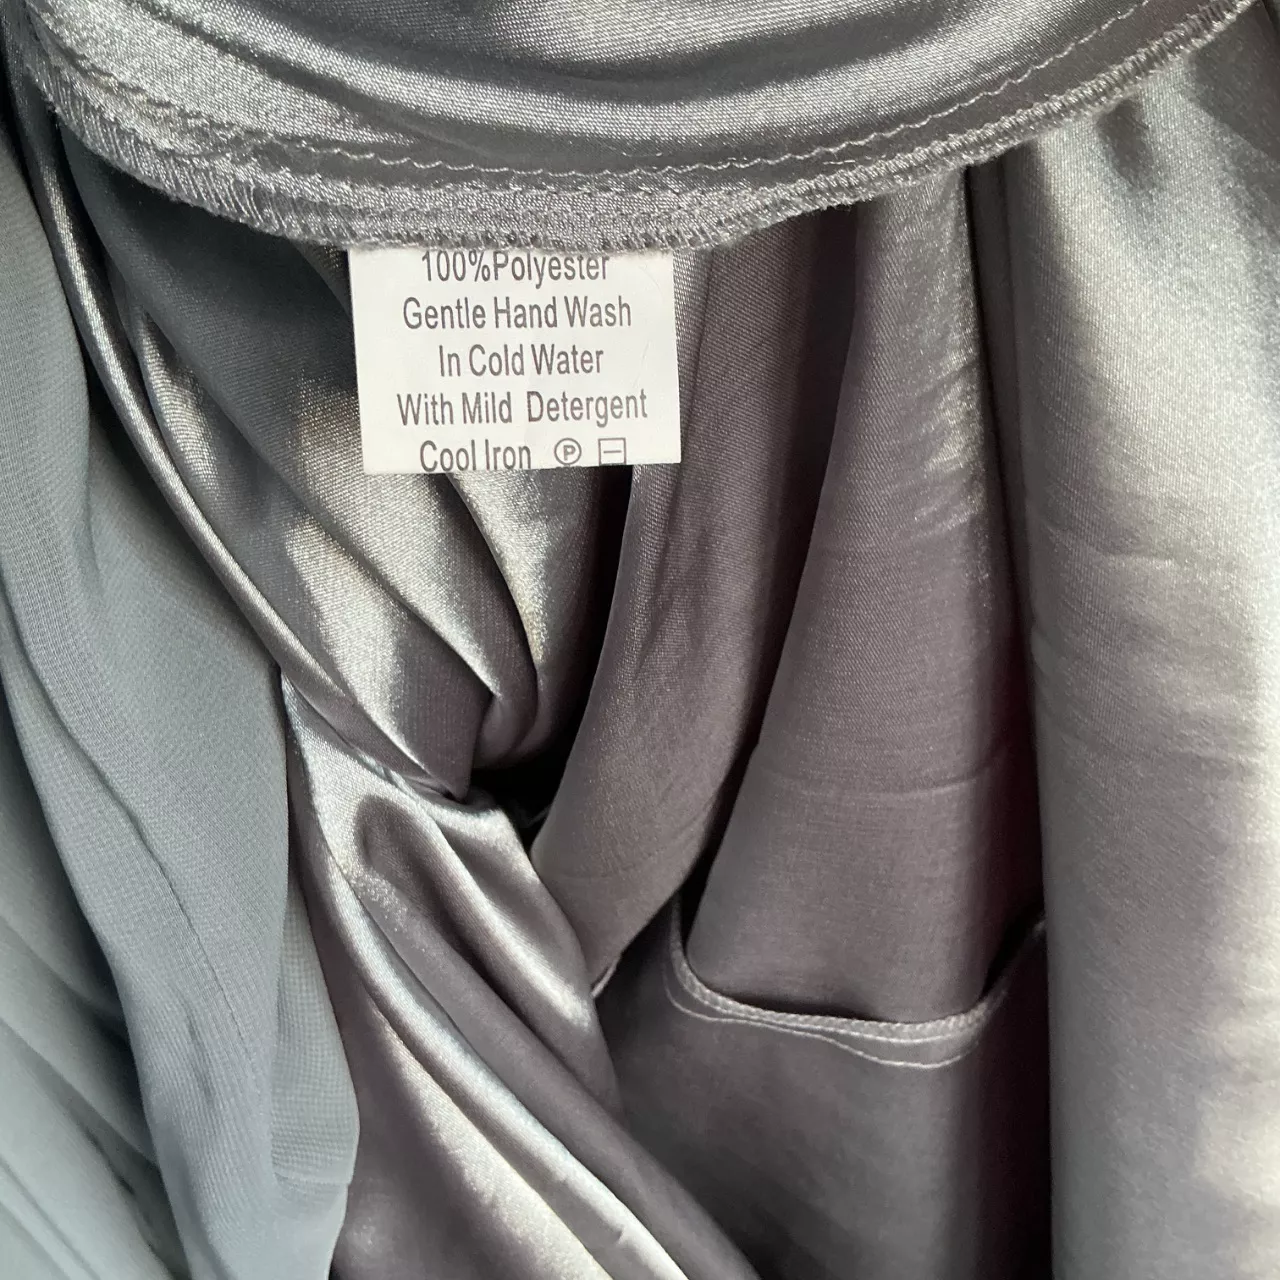 100%Polyester
Gentle Hand Wash
In Cold Water
With Mild Detergent
Cool Iron Ⓟ